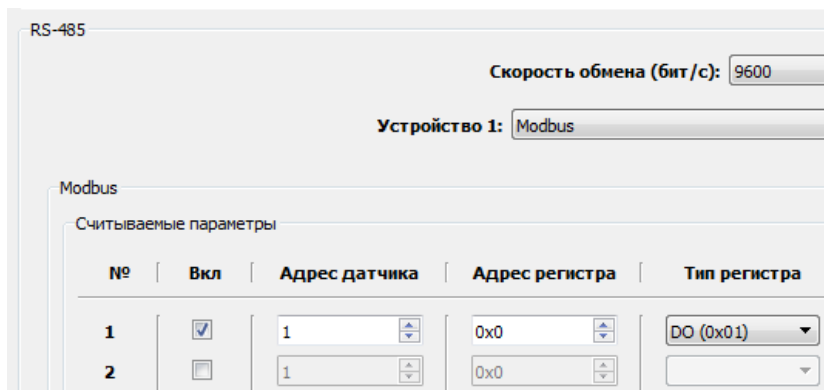 RS-485
Скорость обмена (бит/с): 9600
Устройство 1: Modbus
Modbus
Считываемые параметры
№ Вкл Адрес датчика Адрес регистра Тип регистра
1 1 0x0 DO (0x01)
2 1 0x0